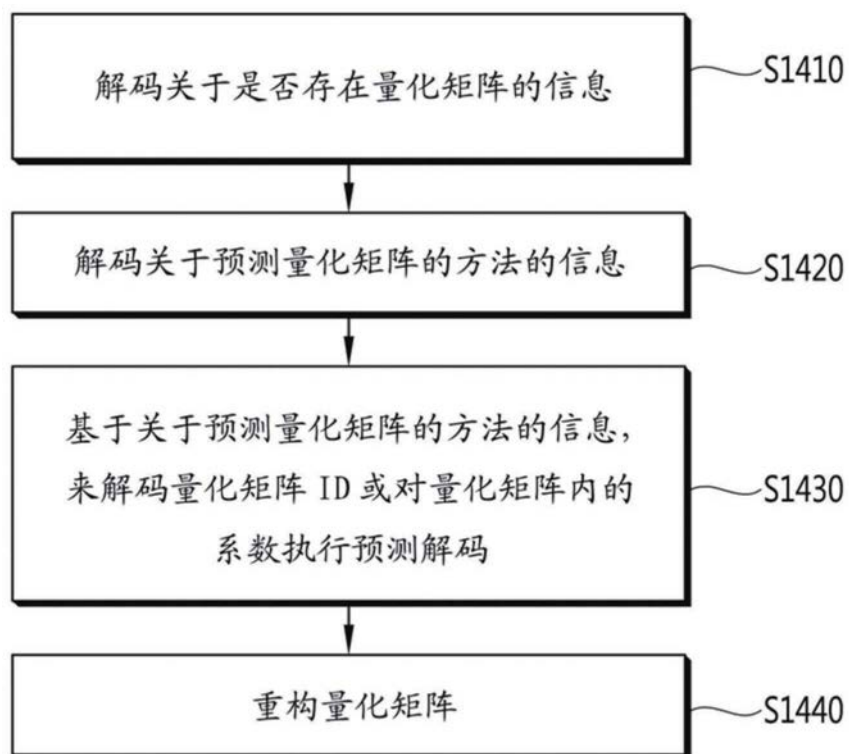 解码关于是否存在量化矩阵的信息
S1410
解码关于预测量化矩阵的方法的信息
S1420
基于关于预测量化矩阵的方法的信息，
来解码量化矩阵 ID 或对量化矩阵内的
系数执行预测解码
S1430
重构量化矩阵
S1440